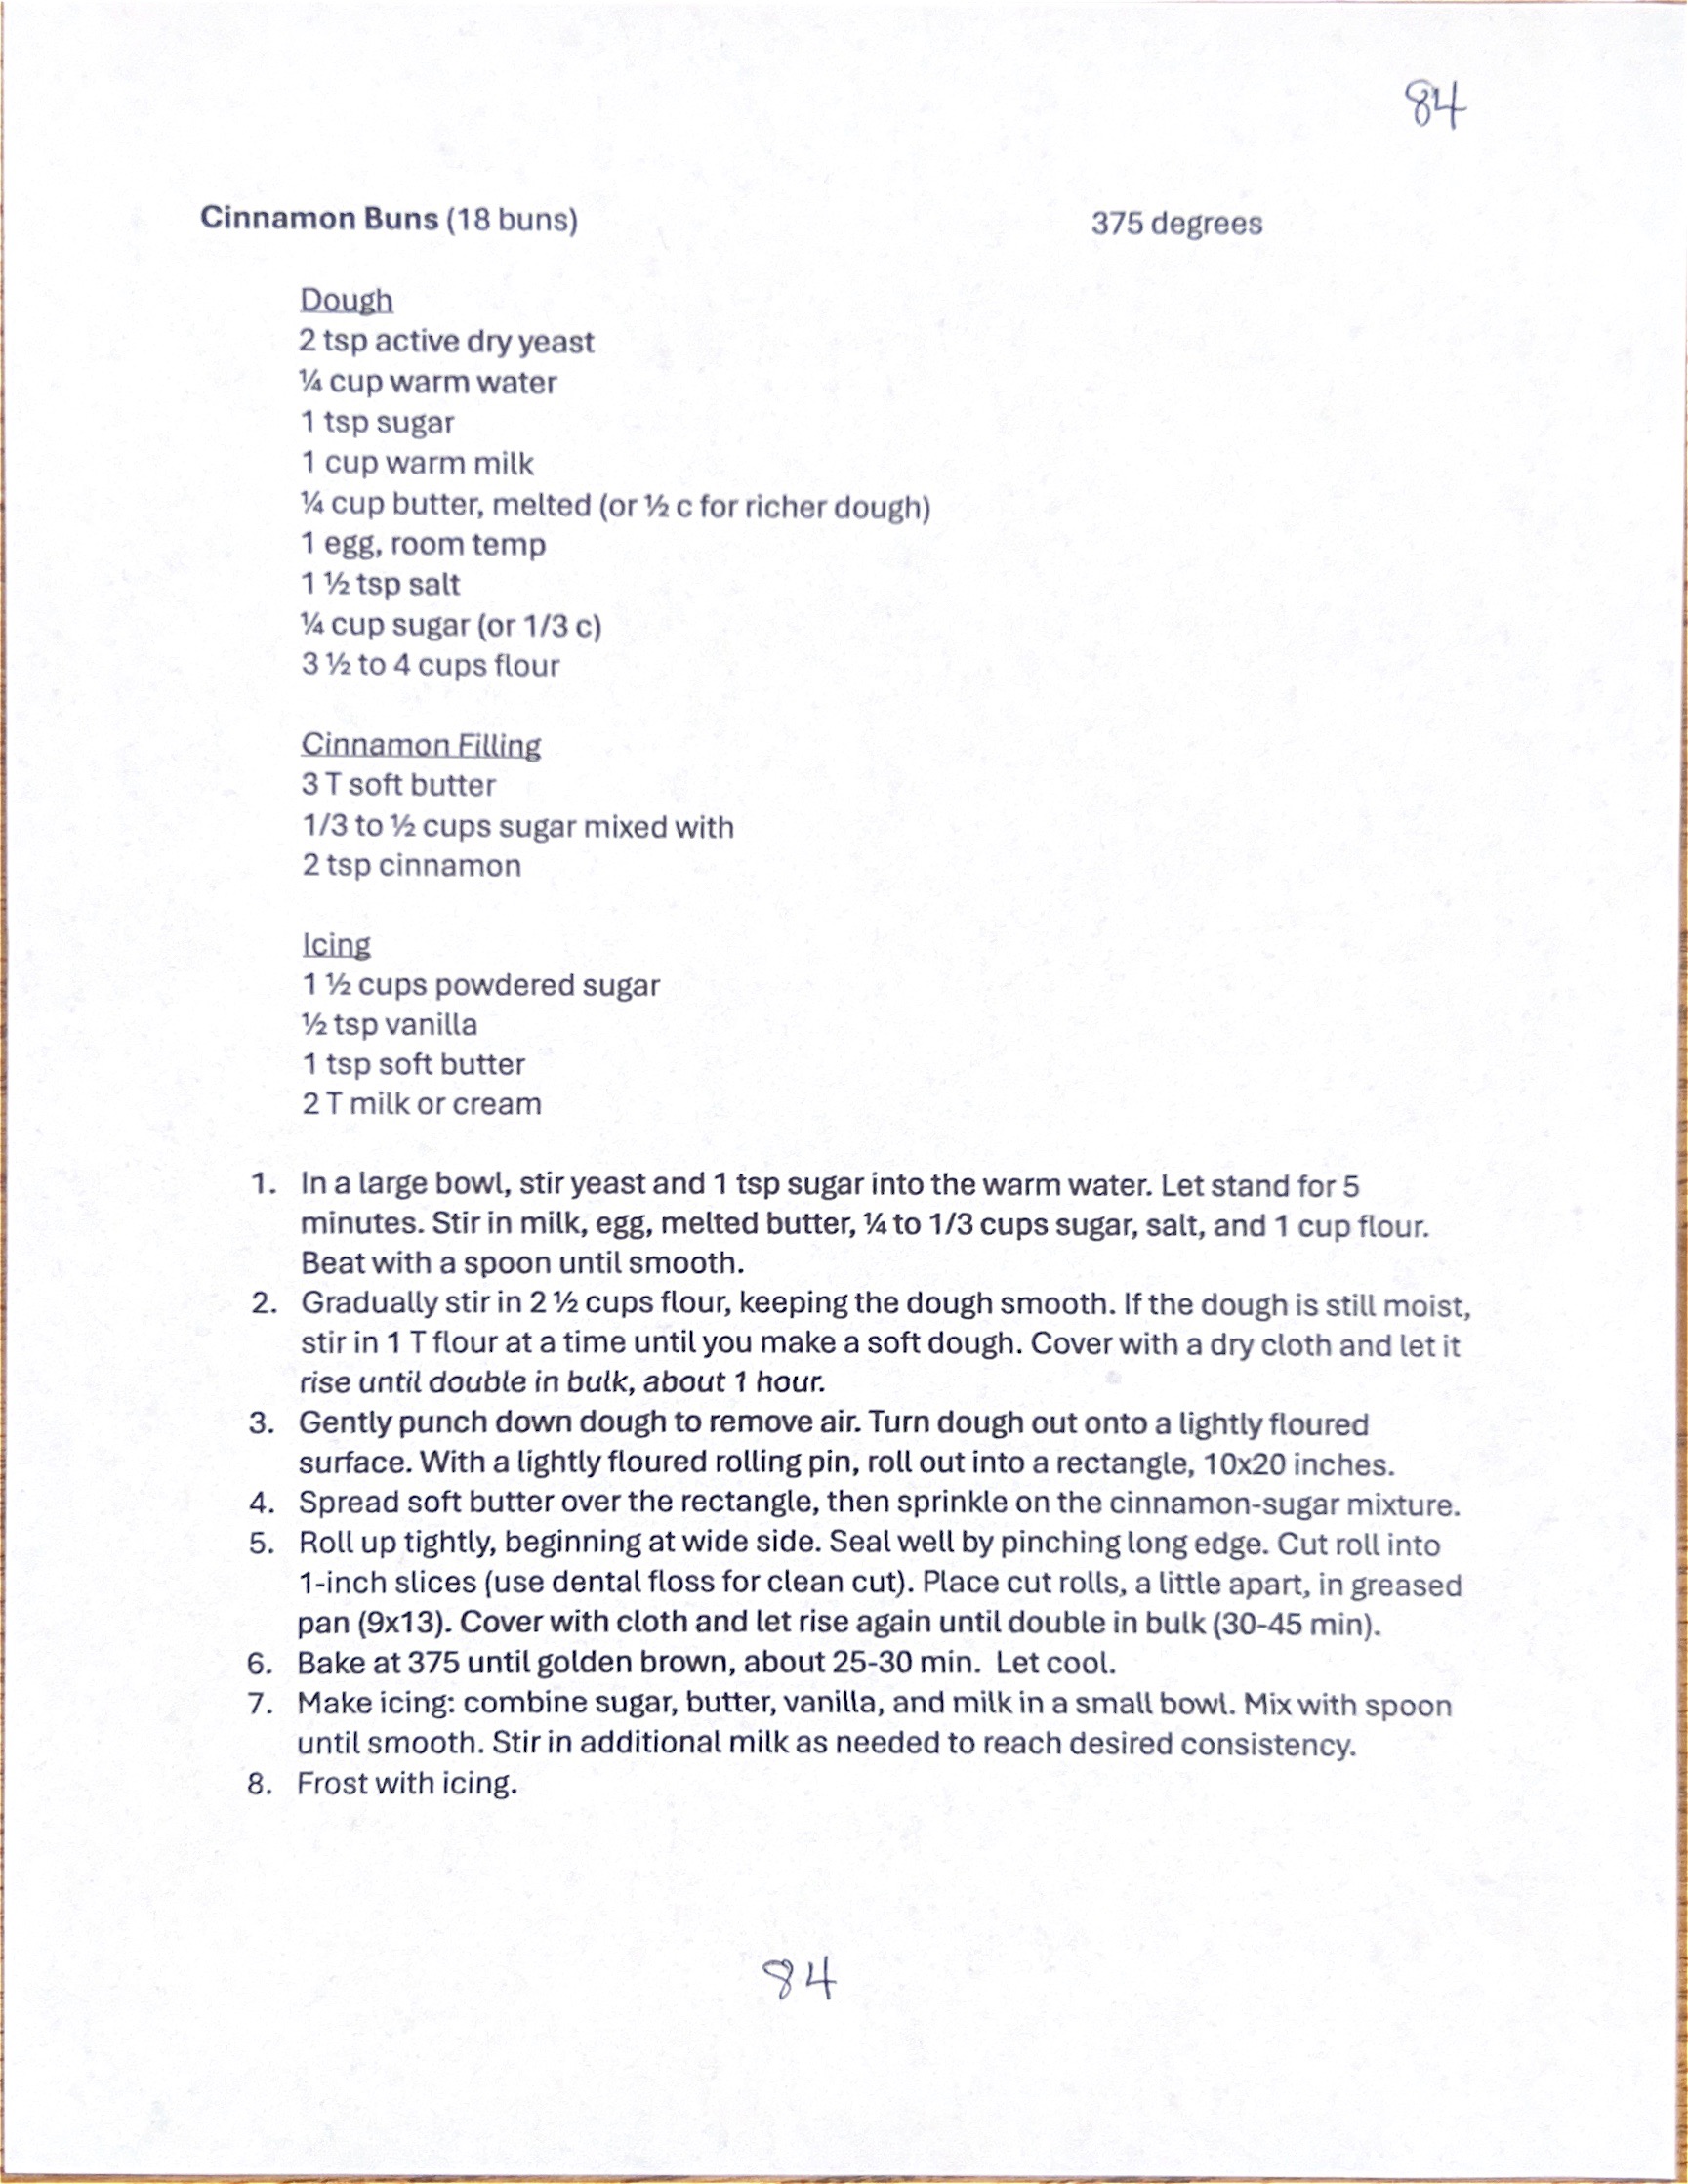 84
Cinnamon Buns (18 buns) 375 degrees
Dough
2 tsp active dry yeast
¼ cup warm water
1 tsp sugar
1 cup warm milk
¼ cup butter, melted (or ½ c for richer dough)
1 egg, room temp
1 ½ tsp salt
¼ cup sugar (or 1/3 c)
3 ½ to 4 cups flour
Cinnamon Filling
3 T soft butter
1/3 to ½ cups sugar mixed with
2 tsp cinnamon
Icing
1 ½ cups powdered sugar
½ tsp vanilla
1 tsp soft butter
2 T milk or cream
1. In a large bowl, stir yeast and 1 tsp sugar into the warm water. Let stand for 5
minutes. Stir in milk, egg, melted butter, ¼ to 1/3 cups sugar, salt, and 1 cup flour.
Beat with a spoon until smooth.
2. Gradually stir in 2 ½ cups flour, keeping the dough smooth. If the dough is still moist,
stir in 1 T flour at a time until you make a soft dough. Cover with a dry cloth and let it
rise until double in bulk, about 1 hour.
3. Gently punch down dough to remove air. Turn dough out onto a lightly floured
surface. With a lightly floured rolling pin, roll out into a rectangle, 10x20 inches.
4. Spread soft butter over the rectangle, then sprinkle on the cinnamon-sugar mixture.
5. Roll up tightly, beginning at wide side. Seal well by pinching long edge. Cut roll into
1-inch slices (use dental floss for clean cut). Place cut rolls, a little apart, in greased
pan (9x13). Cover with cloth and let rise again until double in bulk (30-45 min).
6. Bake at 375 until golden brown, about 25-30 min. Let cool.
7. Make icing: combine sugar, butter, vanilla, and milk in a small bowl. Mix with spoon
until smooth. Stir in additional milk as needed to reach desired consistency.
8. Frost with icing.
84